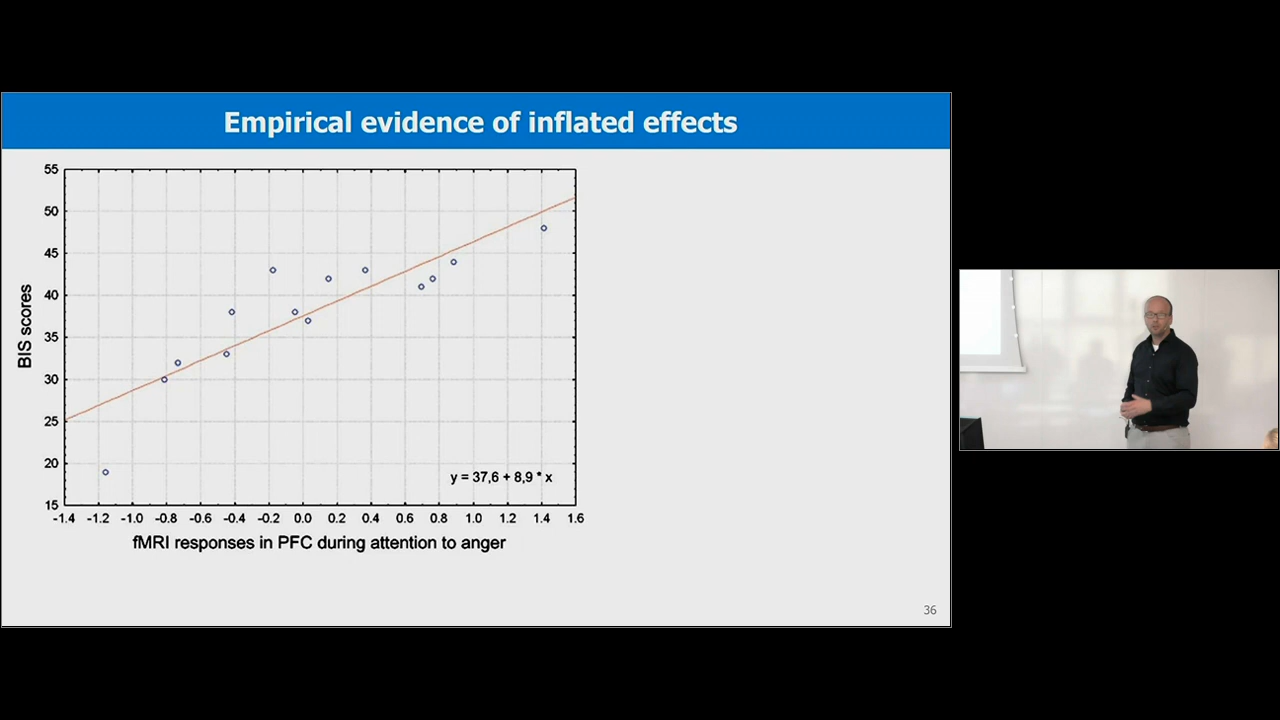 Empirical evidence of inflated effects
55
50
45
40
35
30
25
20
15
BIS scores
y = 37,6 + 8,9 * x
-1.4 -1.2 -1.0 -0.8 -0.6 -0.4 -0.2 0.0 0.2 0.4 0.6 0.8 1.0 1.2 1.4 1.6
fMRI responses in PFC during attention to anger
36